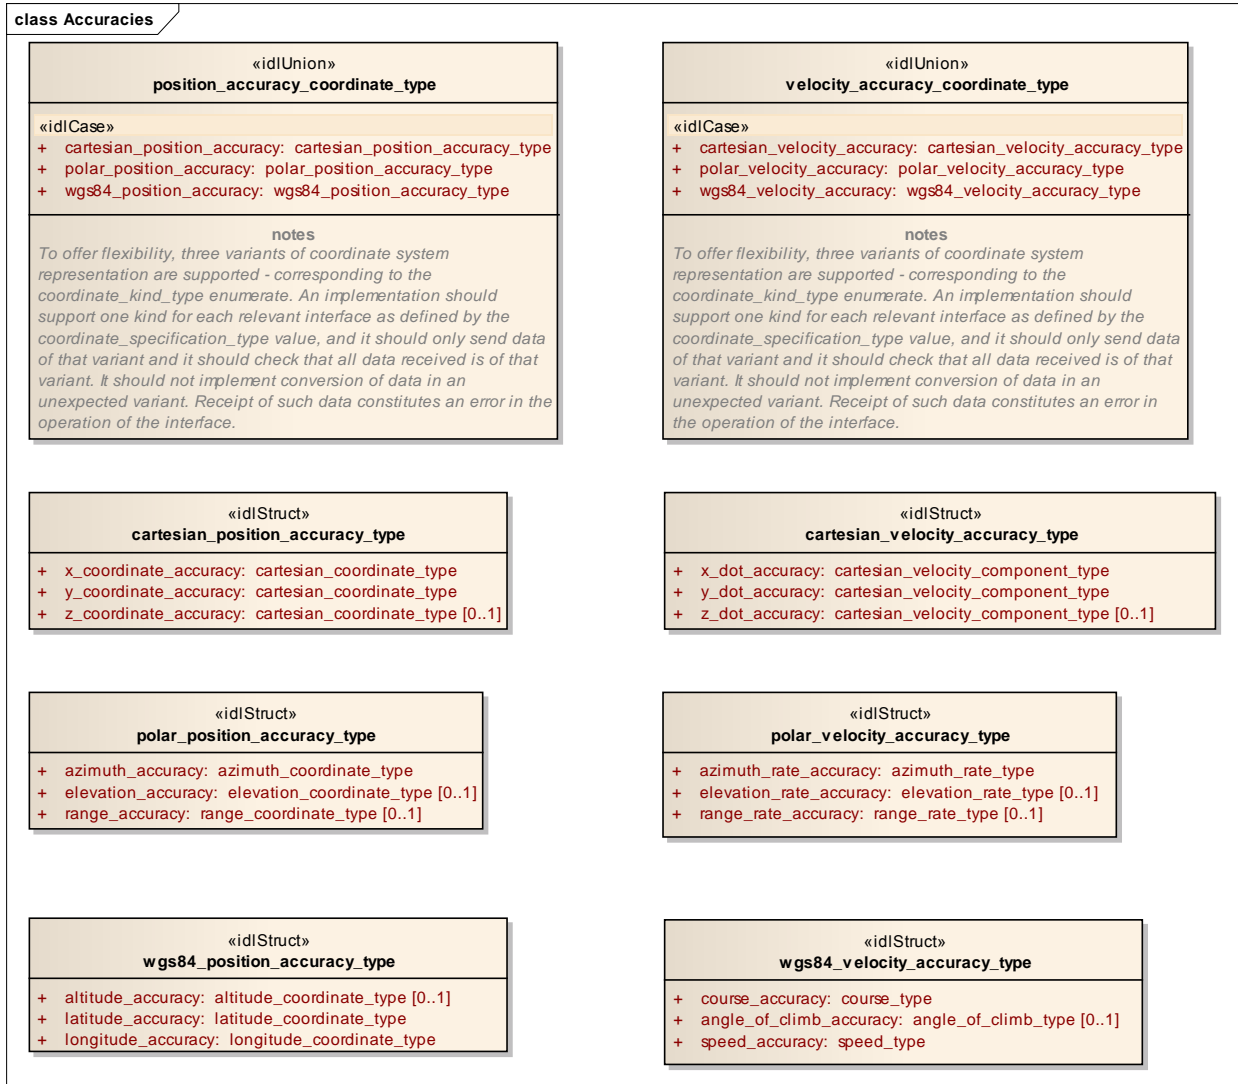 class Accuracies
«idlUnion»
position_accuracy_coordinate_type
«idlCase»
+ cartesian_position_accuracy: cartesian_position_accuracy_type
+ polar_position_accuracy: polar_position_accuracy_type
+ wgs84_position_accuracy: wgs84_position_accuracy_type
notes
To offer flexibility, three variants of coordinate system
representation are supported - corresponding to the
coordinate_kind_type enumerate. An implementation should
support one kind for each relevant interface as defined by the
coordinate_specification_type value, and it should only send data
of that variant and it should check that all data received is of that
variant. It should not implement conversion of data in an
unexpected variant. Receipt of such data constitutes an error in the
operation of the interface.
«idlUnion»
velocity_accuracy_coordinate_type
«idlCase»
+ cartesian_velocity_accuracy: cartesian_velocity_accuracy_type
+ polar_velocity_accuracy: polar_velocity_accuracy_type
+ wgs84_velocity_accuracy: wgs84_velocity_accuracy_type
notes
To offer flexibility, three variants of coordinate system
representation are supported - corresponding to the
coordinate_kind_type enumerate. An implementation should
support one kind for each relevant interface as defined by the
coordinate_specification_type value, and it should only send data
of that variant and it should check that all data received is of that
variant. It should not implement conversion of data in an
unexpected variant. Receipt of such data constitutes an error in
the operation of the interface.
«idlStruct»
cartesian_position_accuracy_type
+ x_coordinate_accuracy: cartesian_coordinate_type
+ y_coordinate_accuracy: cartesian_coordinate_type
+ z_coordinate_accuracy: cartesian_coordinate_type [0..1]
«idlStruct»
cartesian_velocity_accuracy_type
+ x_dot_accuracy: cartesian_velocity_component_type
+ y_dot_accuracy: cartesian_velocity_component_type
+ z_dot_accuracy: cartesian_velocity_component_type [0..1]
«idlStruct»
polar_position_accuracy_type
+ azimuth_accuracy: azimuth_coordinate_type
+ elevation_accuracy: elevation_coordinate_type [0..1]
+ range_accuracy: range_coordinate_type [0..1]
«idlStruct»
polar_velocity_accuracy_type
+ azimuth_rate_accuracy: azimuth_rate_type
+ elevation_rate_accuracy: elevation_rate_type [0..1]
+ range_rate_accuracy: range_rate_type [0..1]
«idlStruct»
wgs84_position_accuracy_type
+ altitude_accuracy: altitude_coordinate_type [0..1]
+ latitude_accuracy: latitude_coordinate_type
+ longitude_accuracy: longitude_coordinate_type
«idlStruct»
wgs84_velocity_accuracy_type
+ course_accuracy: course_type
+ angle_of_climb_accuracy: angle_of_climb_type [0..1]
+ speed_accuracy: speed_type